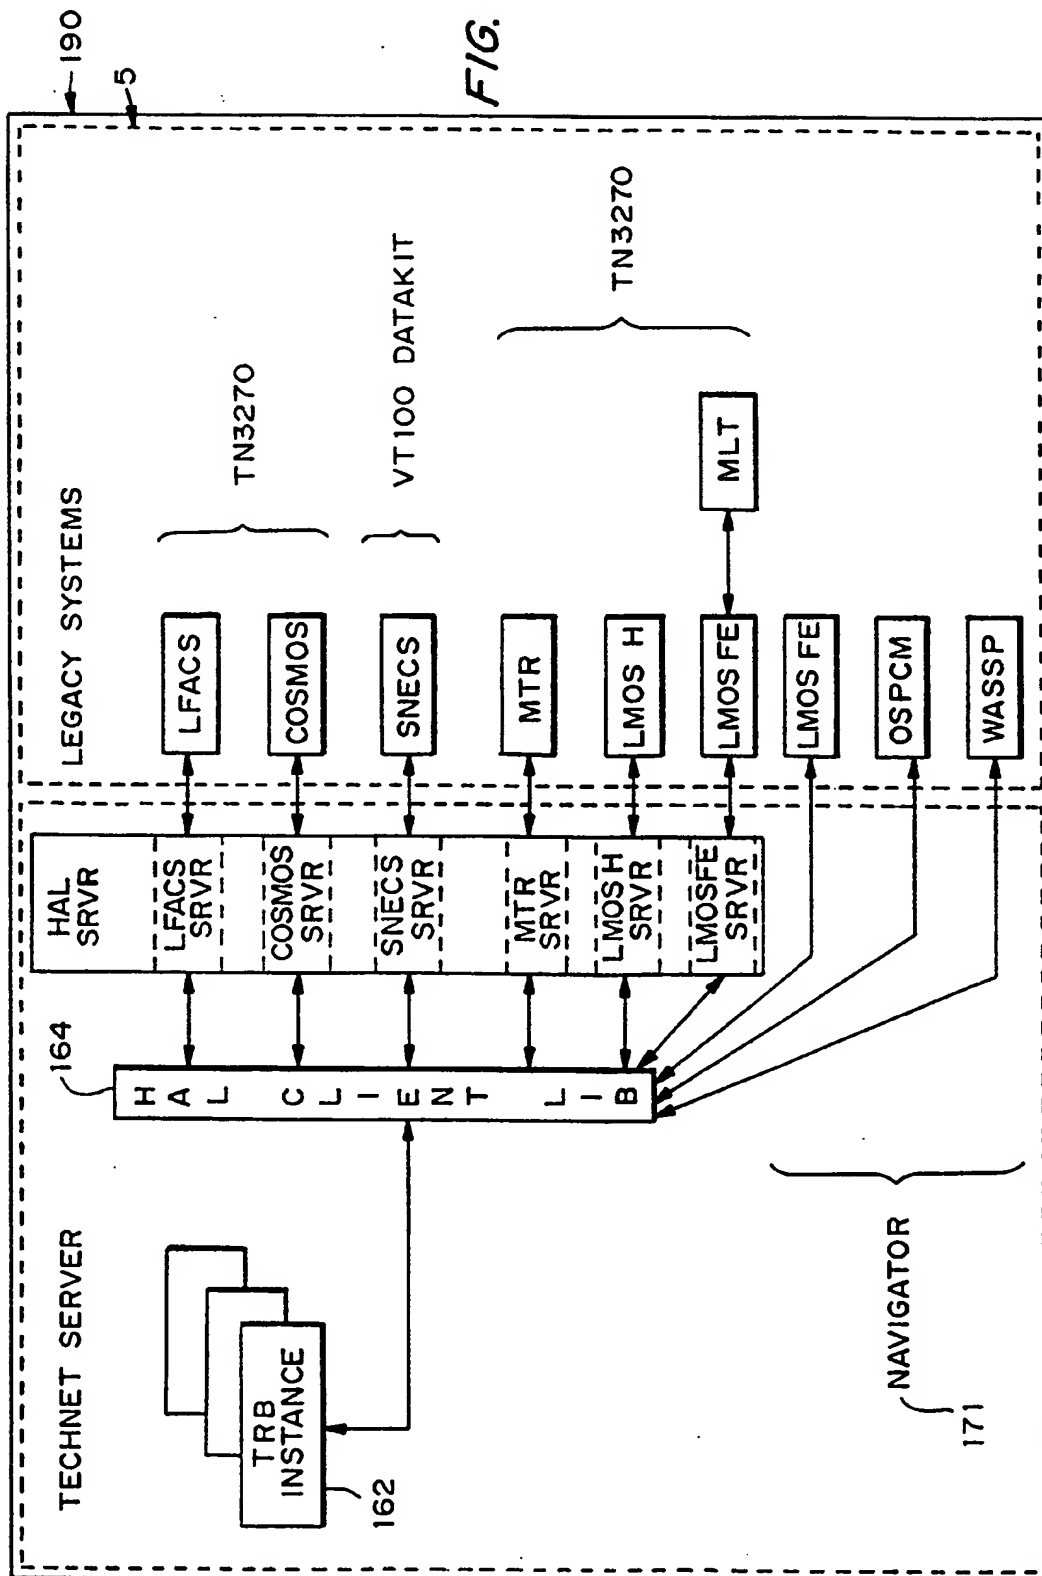 190
5
FIG.
TECHNET SERVER
LEGACY SYSTEMS
164
162
TRB
INSTANCE
HAL CLIENT LIB
HAL
SRVR
LFACS
SRVR
LFACS
COSMOS
SRVR
COSMOS
TN3270
SNECS
SRVR
SNECS
VT100 DATAKIT
MTR
SRVR
MTR
LMOS H
SRVR
LMOS H
LMOSFE
SRVR
LMOSFE
MLT
TN3270
LMOS FE
OSPCM
WASSP
NAVIGATOR
171